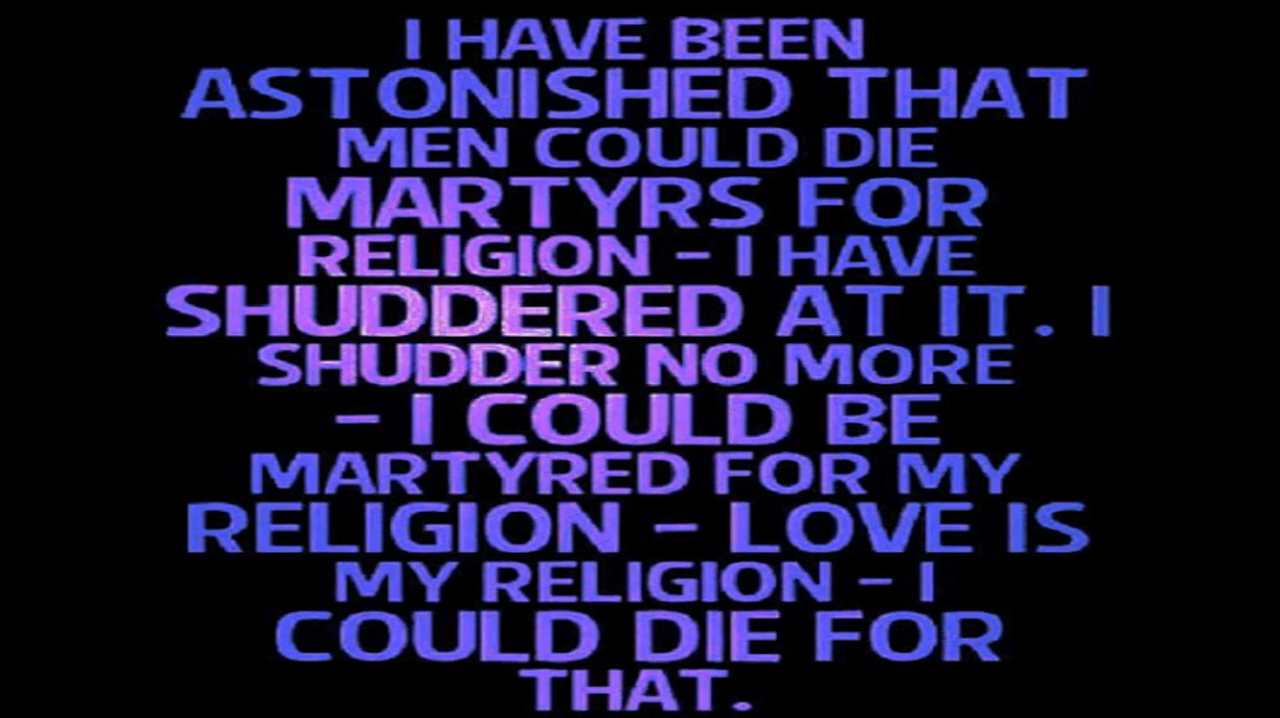 I HAVE BEEN
ASTONISHED THAT
MEN COULD DIE
MARTYRS FOR
RELIGION - I HAVE
SHUDDERED AT IT. I
SHUDDER NO MORE
- I COULD BE
MARTYRED FOR MY
RELIGION - LOVE IS
MY RELIGION - I
COULD DIE FOR
THAT.